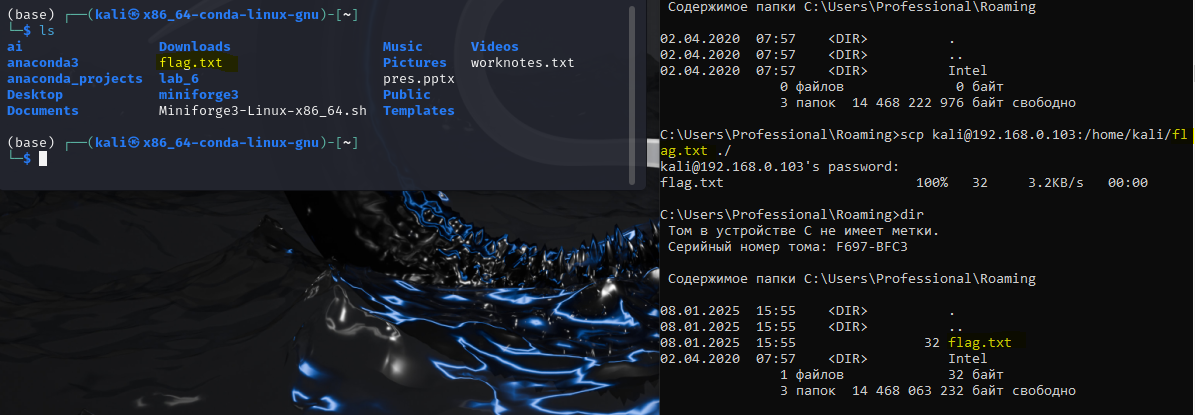 (base) ┌──(kali㉿x86_64-conda-linux-gnu)-[~]
└─$ ls
ai Downloads Music Videos
anaconda3 flag.txt Pictures worknotes.txt
anaconda_projects lab_6 pres.pptx
Desktop miniforge3 Public
Documents Miniforge3-Linux-x86_64.sh Templates
(base) ┌──(kali㉿x86_64-conda-linux-gnu)-[~]
└─$
Содержимое папки C:\Users\Professional\Roaming
02.04.2020 07:57 <DIR> .
02.04.2020 07:57 <DIR> ..
02.04.2020 07:57 <DIR> Intel
0 файлов 0 байт
3 папок 14 468 222 976 байт свободно
C:\Users\Professional\Roaming>scp kali@192.168.0.103:/home/kali/fl
ag.txt ./
kali@192.168.0.103's password:
flag.txt 100% 32 3.2KB/s 00:00
C:\Users\Professional\Roaming>dir
Том в устройстве C не имеет метки.
Серийный номер тома: F697-BFC3
Содержимое папки C:\Users\Professional\Roaming
08.01.2025 15:55 <DIR> .
08.01.2025 15:55 <DIR> ..
08.01.2025 15:55 32 flag.txt
02.04.2020 07:57 <DIR> Intel
1 файлов 32 байт
3 папок 14 468 063 232 байт свободно